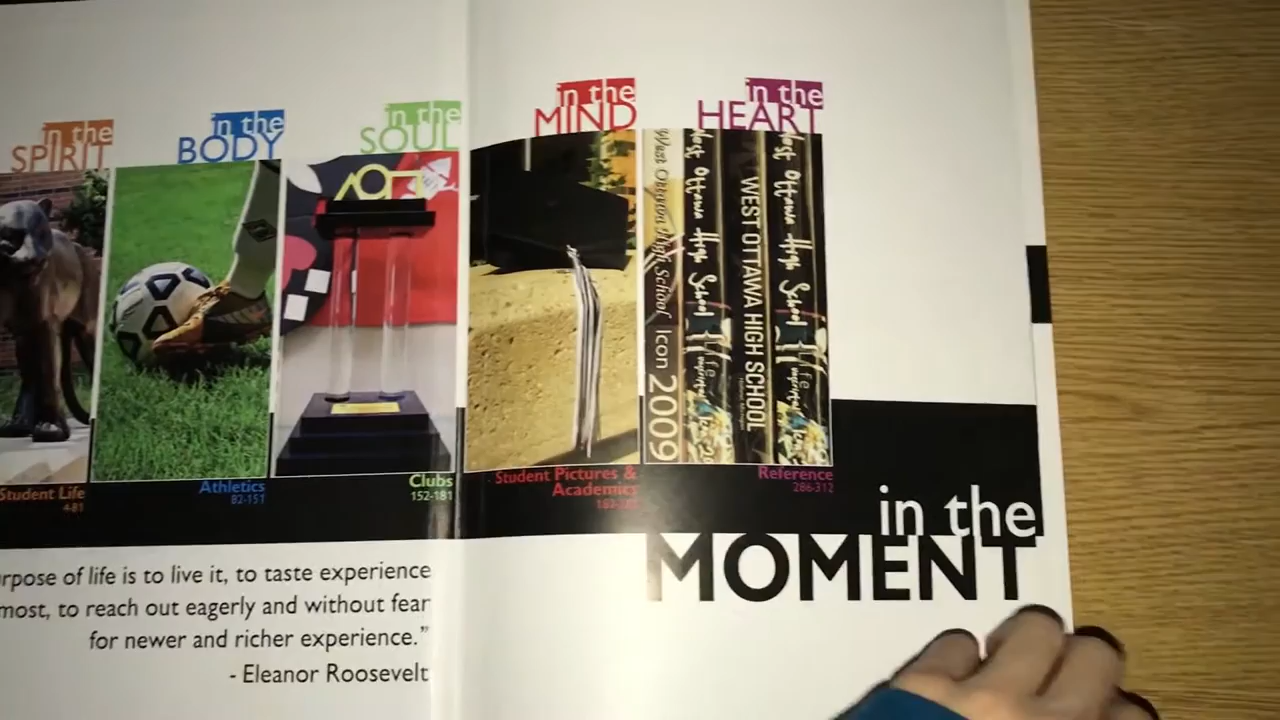 in the
SPIRIT
in the
BODY
in the
SOUL
in the
MIND
in the
HEART
West Ottawa High School Icon 2009
West Ottawa High School
Life
WEST OTTAWA HIGH SCHOOL
West Ottawa High School
Life
Student Life
4-81
Athletics
82-151
Clubs
152-181
Student Pictures &
Academics
Reference
286-312
in the
MOMENT
of life is to live it, to taste experience
most, to reach out eagerly and without fear
for newer and richer experience."
- Eleanor Roosevelt